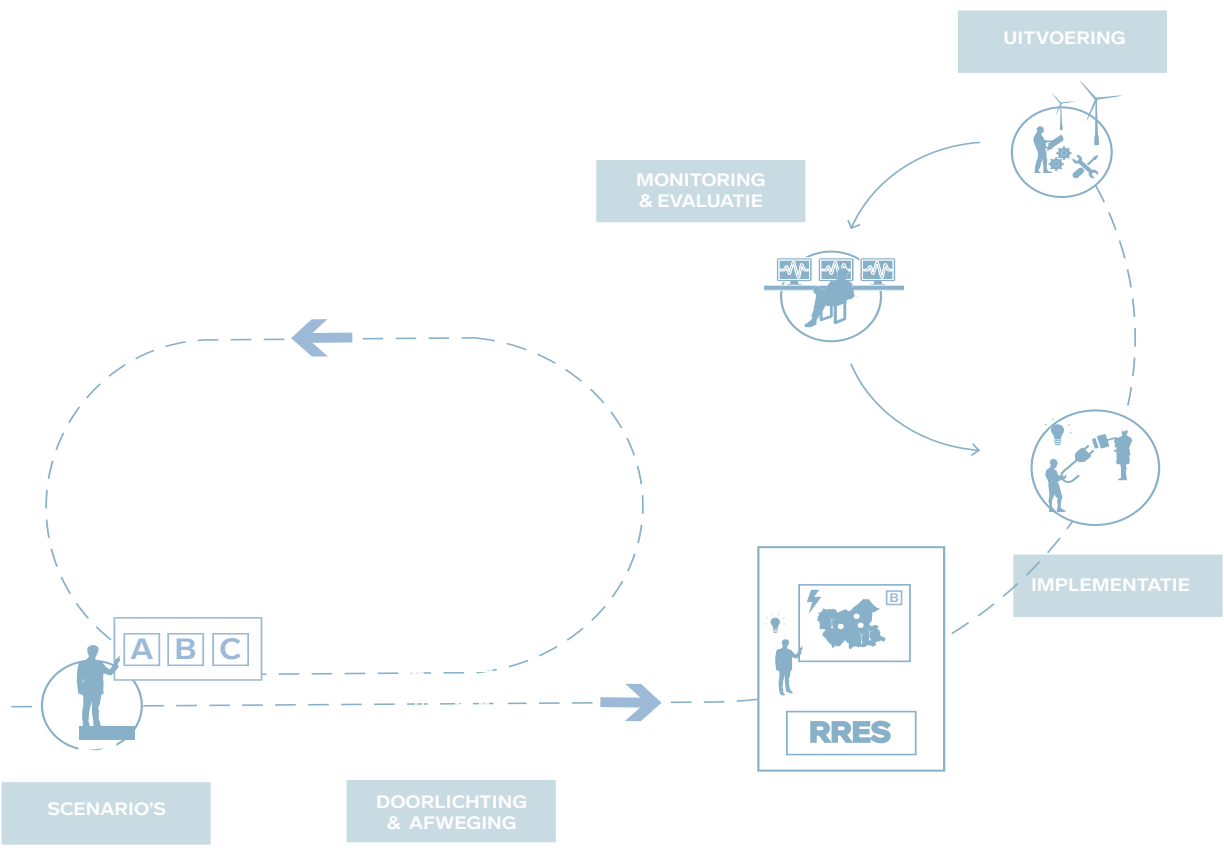 UITVOERING
MONITORING
& EVALUATIE
A B C
B
IMPLEMENTATIE
RRES
SCENARIO'S
DOORLICHTING
& AFWEGING